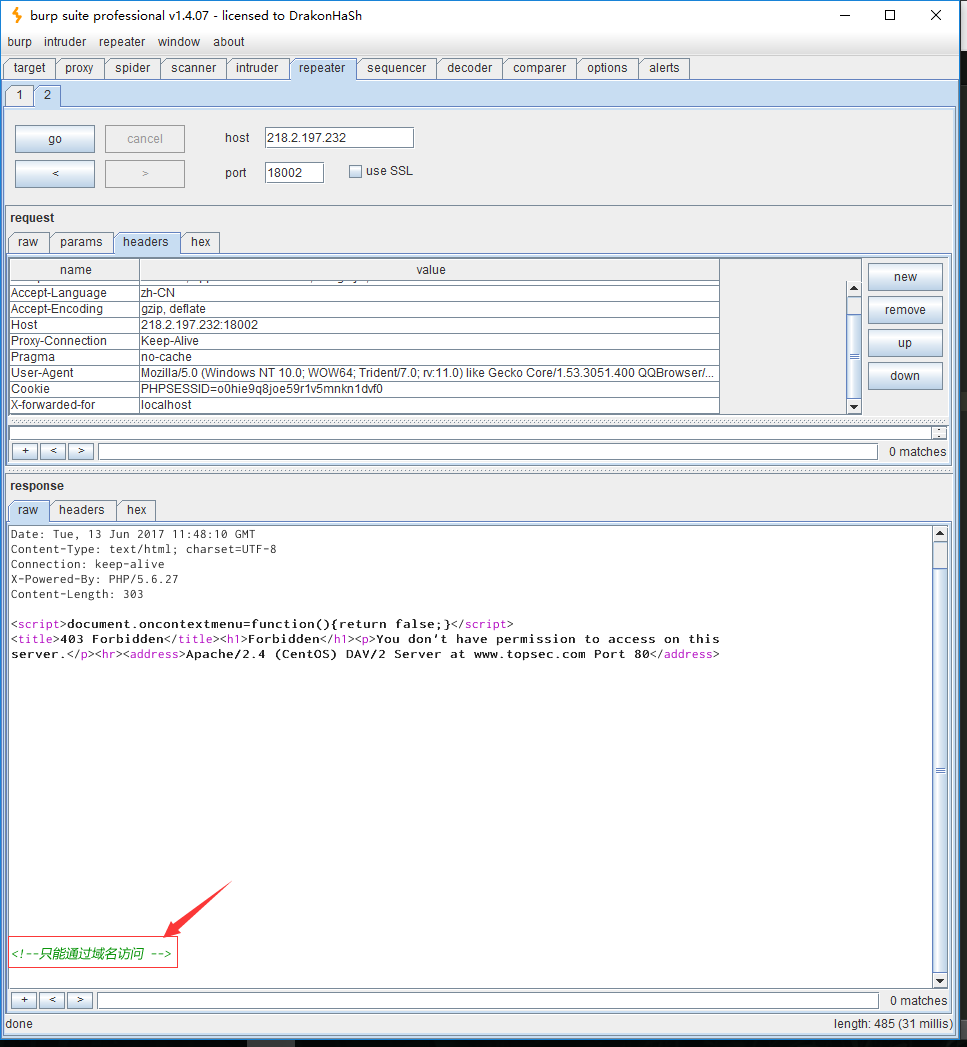 burp suite professional v1.4.07 - licensed to DrakonHaSh
burp intruder repeater window about
target proxy spider scanner intruder repeater sequencer decoder comparer options alerts
1 2
go cancel host 218.2.197.232
< > port 18002 use SSL
request
raw params headers hex
name value
Accept-Language zh-CN
Accept-Encoding gzip, deflate
Host 218.2.197.232:18002
Proxy-Connection Keep-Alive
Pragma no-cache
User-Agent Mozilla/5.0 (Windows NT 10.0; WOW64; Trident/7.0; rv:11.0) like Gecko Core/1.53.3051.400 QQBrowser/...
Cookie PHPSESSID=o0hie9q8joe59r1v5mnkn1dvf0
X-forwarded-for localhost
new
remove
up
down
+ < > 0 matches
response
raw headers hex
Date: Tue, 13 Jun 2017 11:48:10 GMT
Content-Type: text/html; charset=UTF-8
Connection: keep-alive
X-Powered-By: PHP/5.6.27
Content-Length: 303
<script>document.oncontextmenu=function(){return false;}</script>
<title>403 Forbidden</title><h1>Forbidden</h1><p>You don't have permission to access on this
server.</p><hr><address>Apache/2.4 (CentOS) DAV/2 Server at www.topsec.com Port 80</address>
<!--只能通过域名访问 -->
+ < > 0 matches
done length: 485 (31 millis)